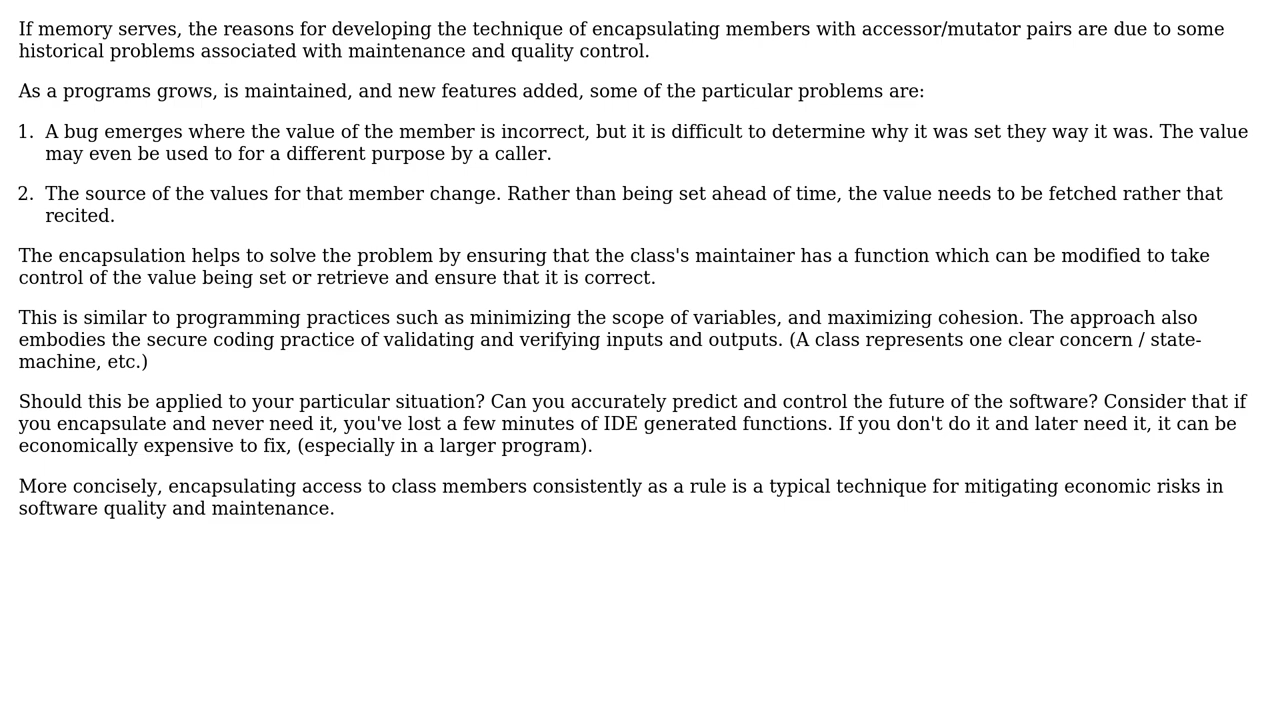 If memory serves, the reasons for developing the technique of encapsulating members with accessor/mutator pairs are due to some
historical problems associated with maintenance and quality control.
As a programs grows, is maintained, and new features added, some of the particular problems are:
1. A bug emerges where the value of the member is incorrect, but it is difficult to determine why it was set they way it was. The value
may even be used to for a different purpose by a caller.
2. The source of the values for that member change. Rather than being set ahead of time, the value needs to be fetched rather that
recited.
The encapsulation helps to solve the problem by ensuring that the class's maintainer has a function which can be modified to take
control of the value being set or retrieve and ensure that it is correct.
This is similar to programming practices such as minimizing the scope of variables, and maximizing cohesion. The approach also
embodies the secure coding practice of validating and verifying inputs and outputs. (A class represents one clear concern / state-
machine, etc.)
Should this be applied to your particular situation? Can you accurately predict and control the future of the software? Consider that if
you encapsulate and never need it, you've lost a few minutes of IDE generated functions. If you don't do it and later need it, it can be
economically expensive to fix, (especially in a larger program).
More concisely, encapsulating access to class members consistently as a rule is a typical technique for mitigating economic risks in
software quality and maintenance.